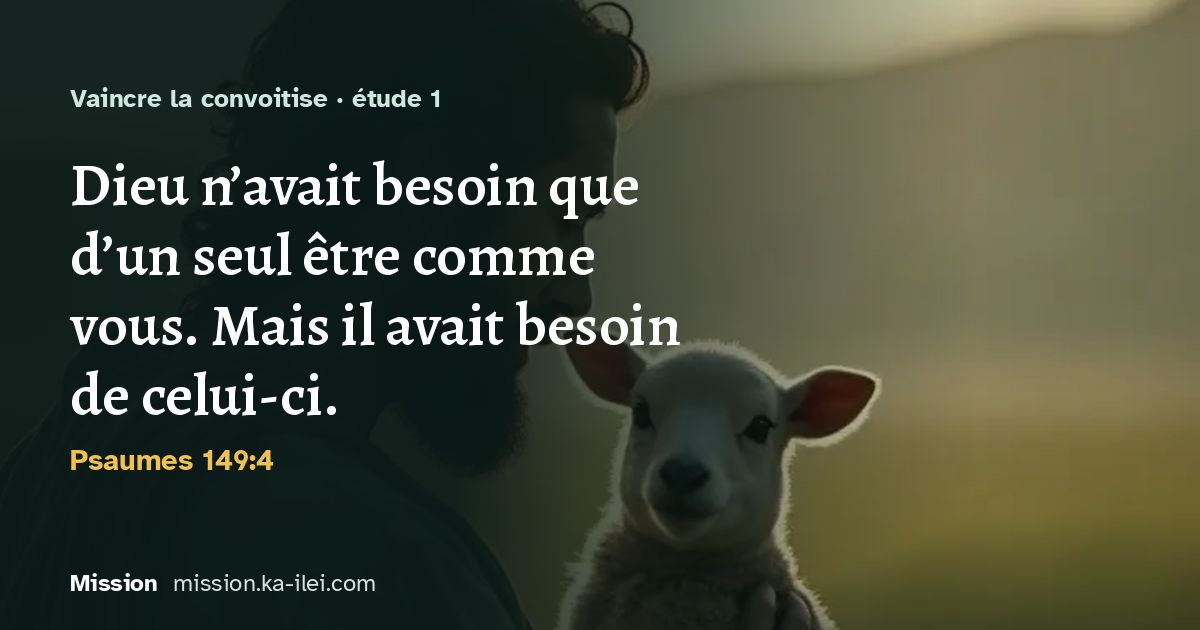 Vaincre la convoitise · étude 1
Dieu n’avait besoin que
d’un seul être comme
vous. Mais il avait besoin
de celui-ci.
Psaumes 149:4
Mission mission.ka-ilei.com